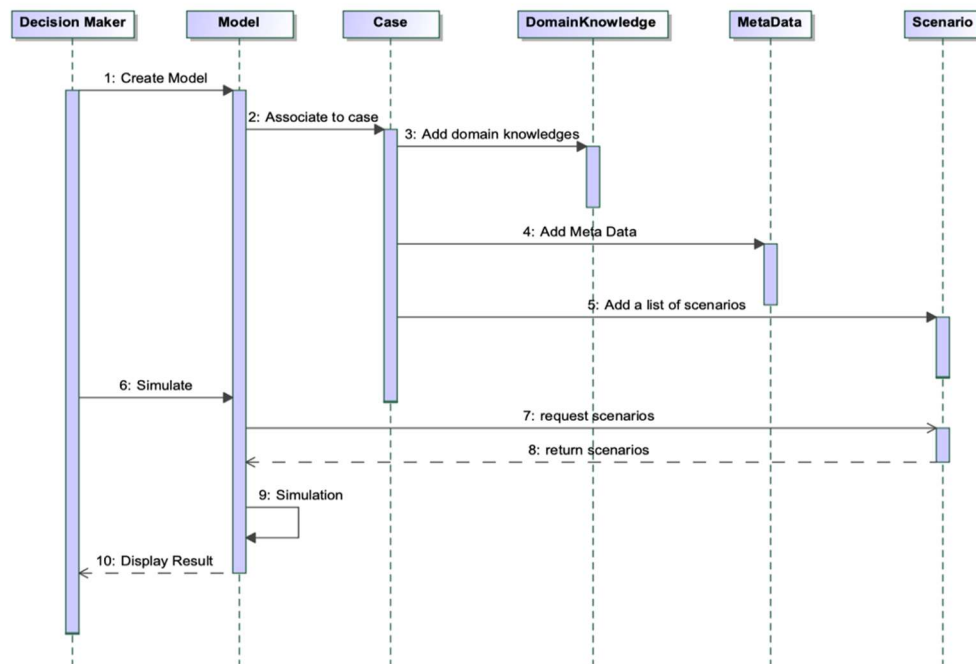 Decision Maker
Model
Case
DomainKnowledge
MetaData
Scenario
1: Create Model
2: Associate to case
3: Add domain knowledges
4: Add Meta Data
5: Add a list of scenarios
6: Simulate
7: request scenarios
8: return scenarios
9: Simulation
10: Display Result